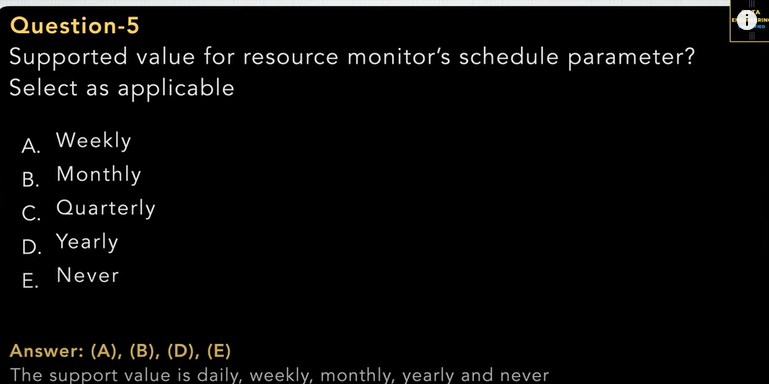 Question-5
Supported value for resource monitor's schedule parameter?
Select as applicable
A. Weekly
B. Monthly
C. Quarterly
D. Yearly
E. Never
Answer: (A), (B), (D), (E)
The support value is daily, weekly, monthly, yearly and never